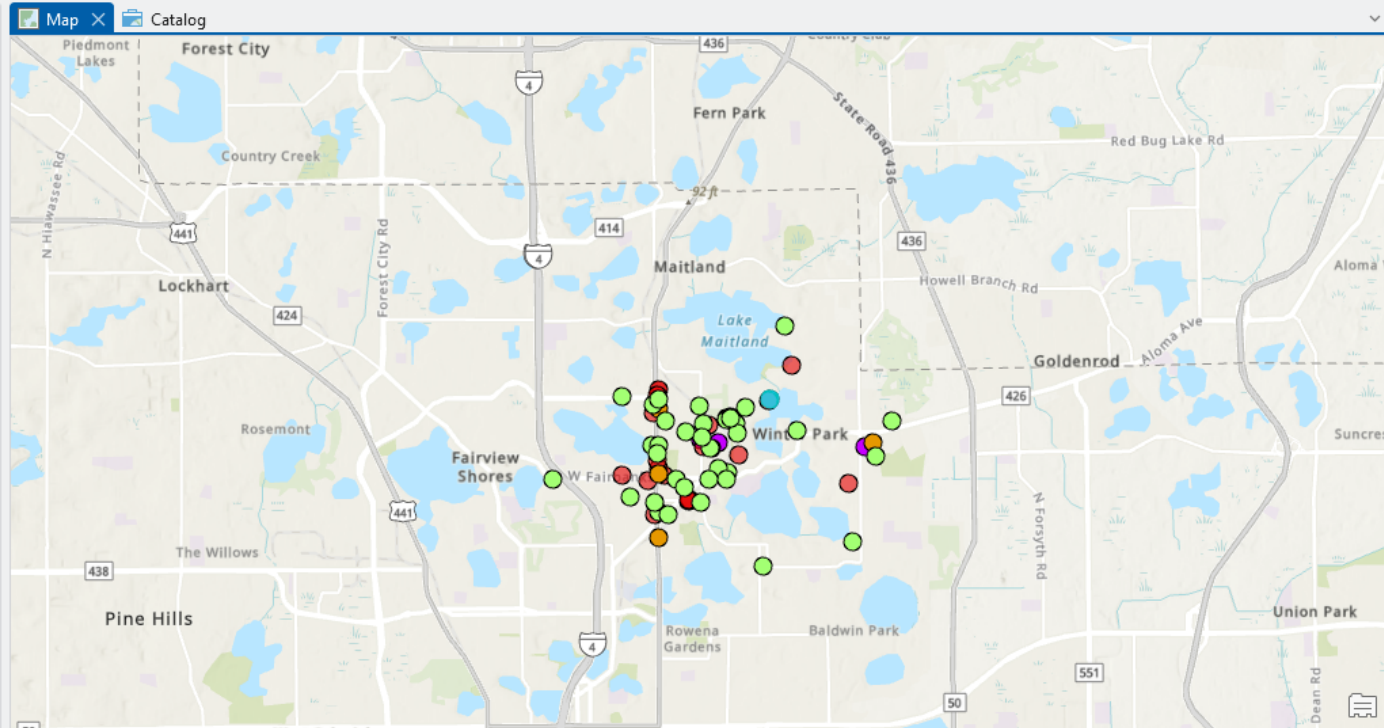 Map
Catalog
Piedmont
Lakes
Forest City
436
Country Club
4
Fern Park
State Road 436
Red Bug Lake Rd
Country Creek
N Hiawassee Rd
92 ft
414
441
Forest City Rd
436
4
Maitland
Aloma
Lockhart
Howell Branch Rd
424
Lake
Maitland
Aloma Ave
Goldenrod
426
Rosemont
Park
Suncres
Fairview
Shores
W Fair
441
N Forsyth Rd
The Willows
438
Pine Hills
Union Park
Rowena
Gardens
Baldwin Park
4
551
Dean Rd
50